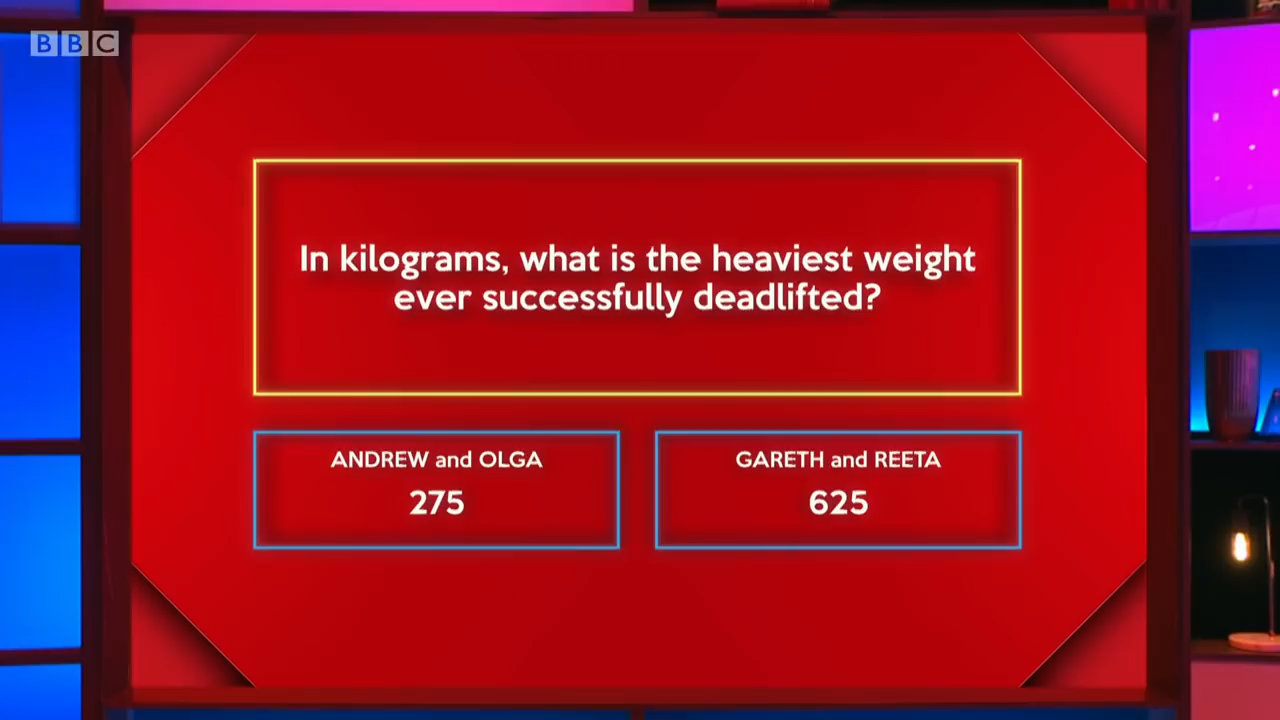 BBC
In kilograms, what is the heaviest weight
ever successfully deadlifted?
ANDREW and OLGA
275
GARETH and REETA
625